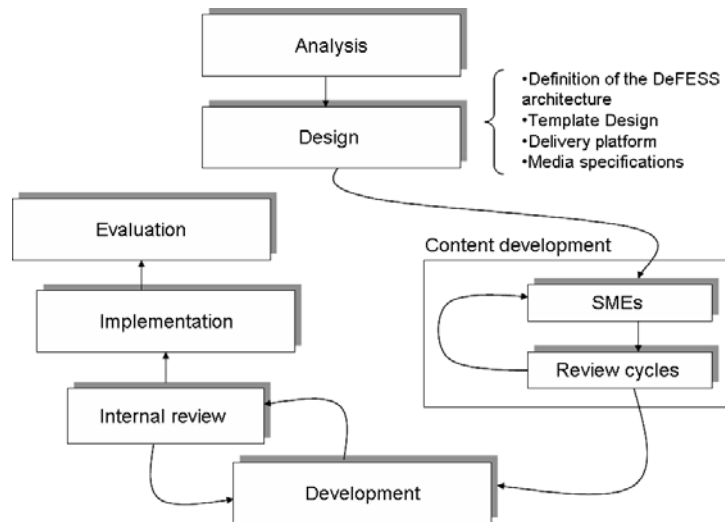 Analysis
•Definition of the DeFESS
architecture
•Template Design
•Delivery platform
•Media specifications
Design
Evaluation
Content development
SMEs
Implementation
Review cycles
Internal review
Development